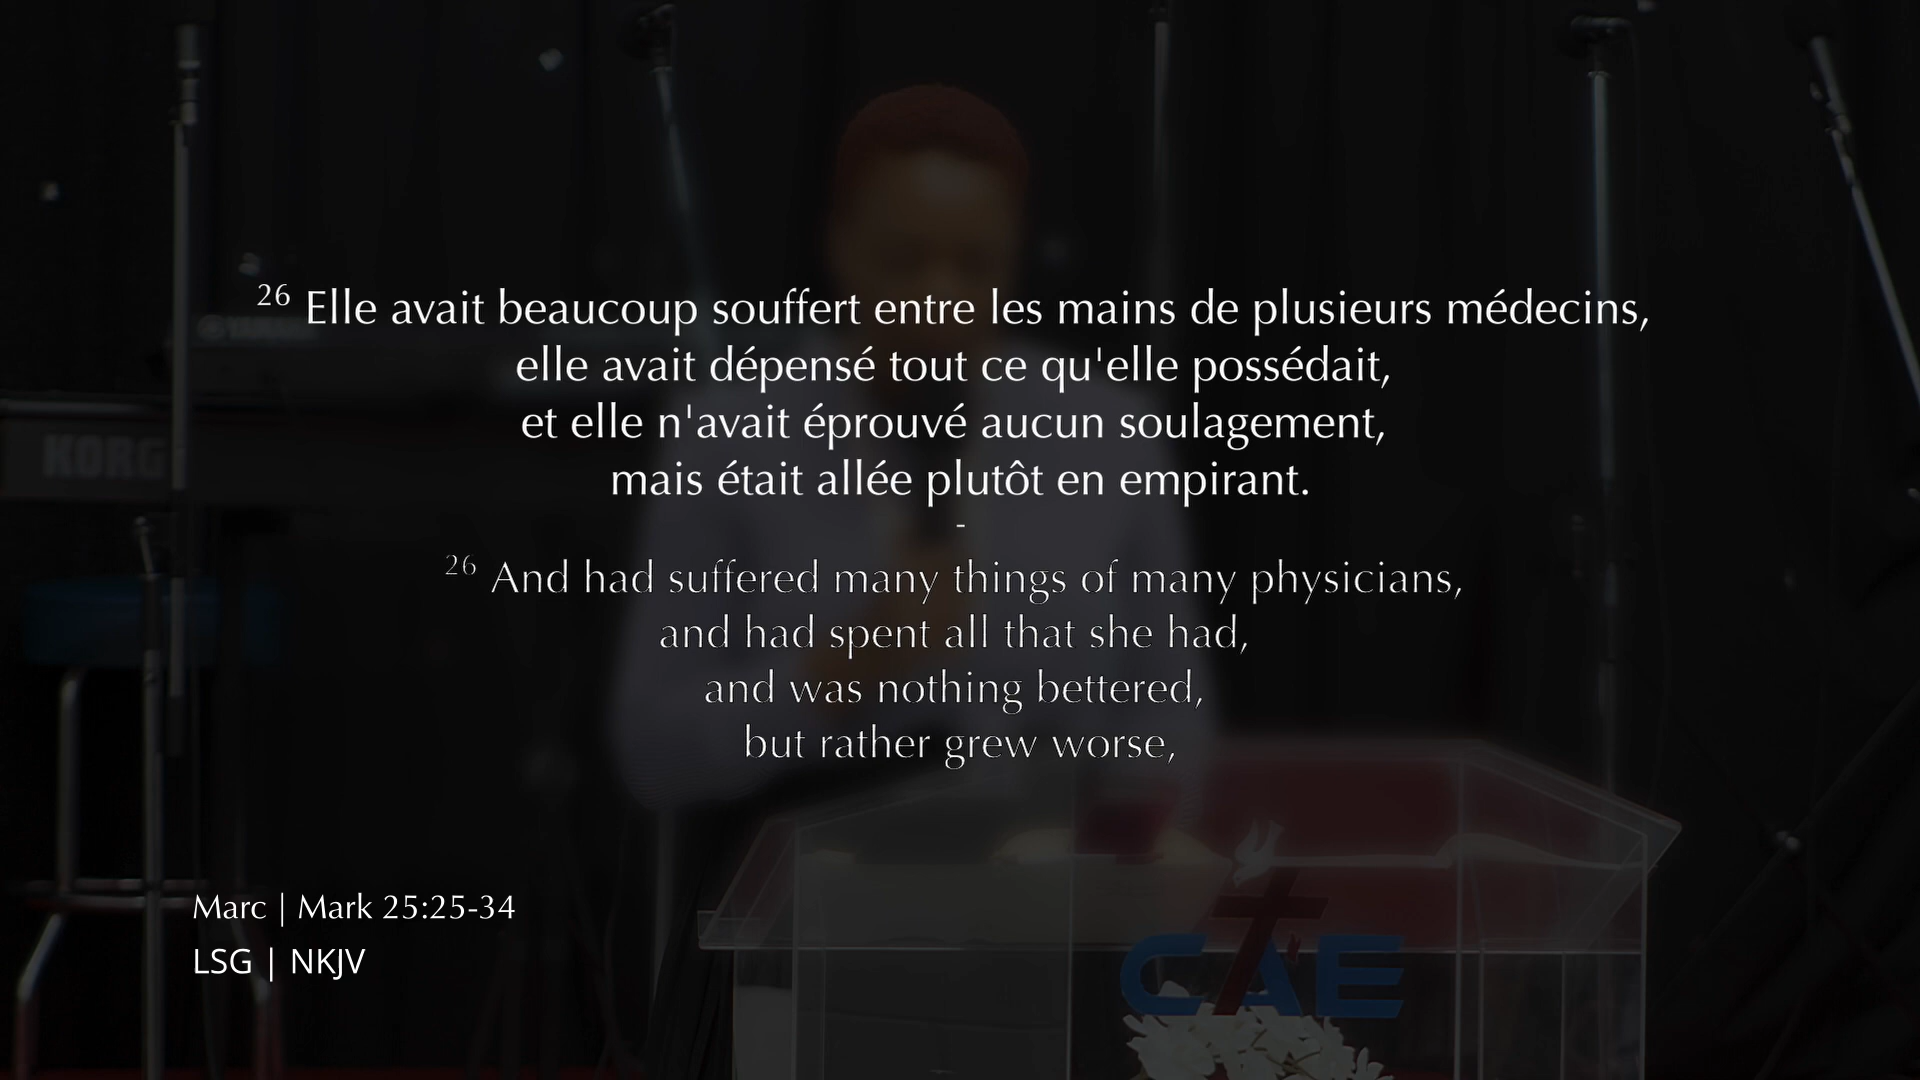 26 Elle avait beaucoup souffert entre les mains de plusieurs médecins,
elle avait dépensé tout ce qu'elle possédait,
et elle n'avait éprouvé aucun soulagement,
mais était allée plutôt en empirant.
-
26 And had suffered many things of many physicians,
and had spent all that she had,
and was nothing bettered,
but rather grew worse,
Marc | Mark 25:25-34
LSG | NKJV
YAMAHA
KORG
CAE